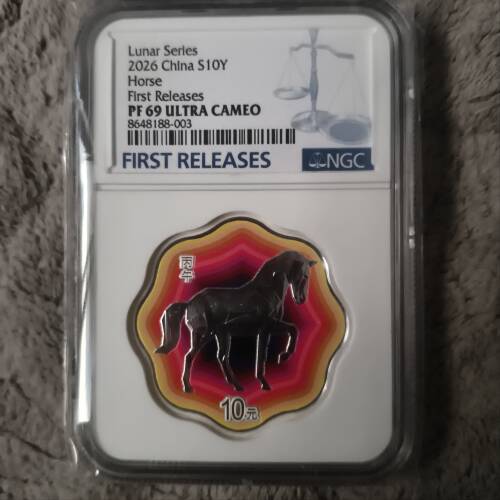 Lunar Series
2026 China S10Y
Horse
First Releases
PF 69 ULTRA CAMEO
8648188-003
FIRST RELEASES
NGC
丙午
10元